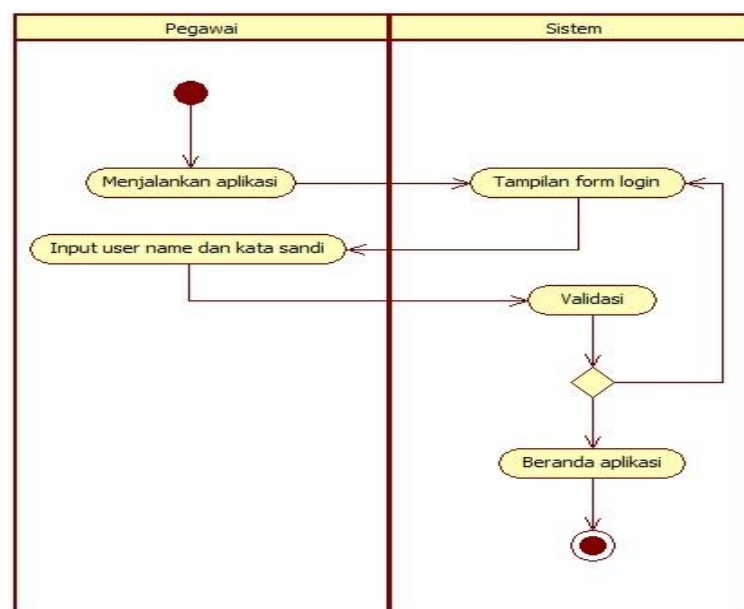 Pegawai
Sistem
Menjalankan aplikasi
Tampilan form login
Input user name dan kata sandi
Validasi
Beranda aplikasi